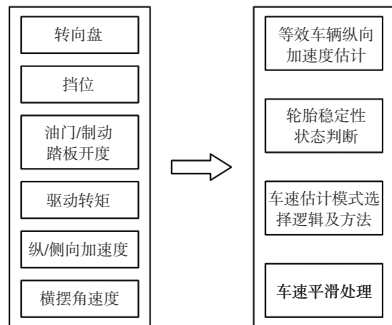 转向盘
挡位
油门/制动
踏板开度
驱动转矩
纵/侧向加速度
横摆角速度
等效车辆纵向
加速度估计
轮胎稳定性
状态判断
车速估计模式选
择逻辑及方法
车速平滑处理